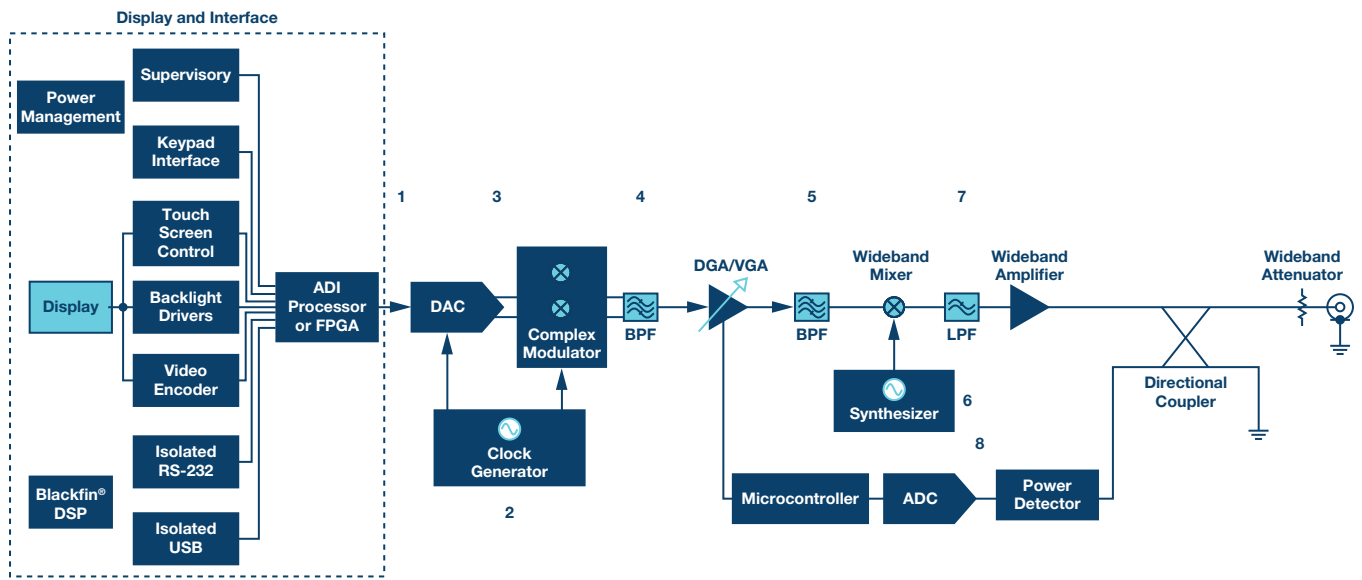 Display and Interface
Supervisory
Power
Management
Keypad
Interface
Touch
Screen
Control
Display
Backlight
Drivers
Video
Encoder
Isolated
RS-232
Blackfin® 
DSP
Isolated
USB
ADI
Processor
or FPGA
1
3
4
5
7
DAC
Complex
Modulator
BPF
DGA/VGA
BPF
Wideband
Mixer
LPF
Wideband
Amplifier
Wideband
Attenuator
Directional
Coupler
Clock
Generator
2
Synthesizer
6
8
Microcontroller
ADC
Power
Detector